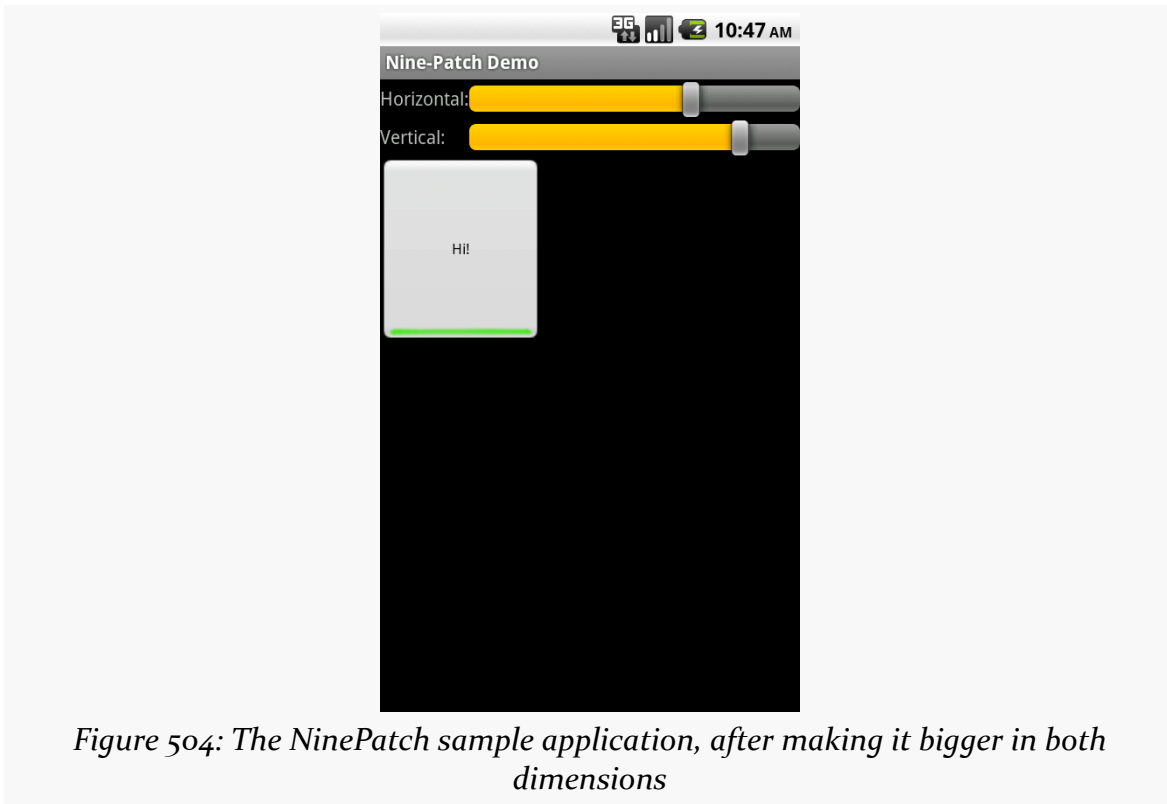 3G 10:47 AM
Nine-Patch Demo
Horizontal:
Vertical:
Hi!
Figure 504: The NinePatch sample application, after making it bigger in both
dimensions